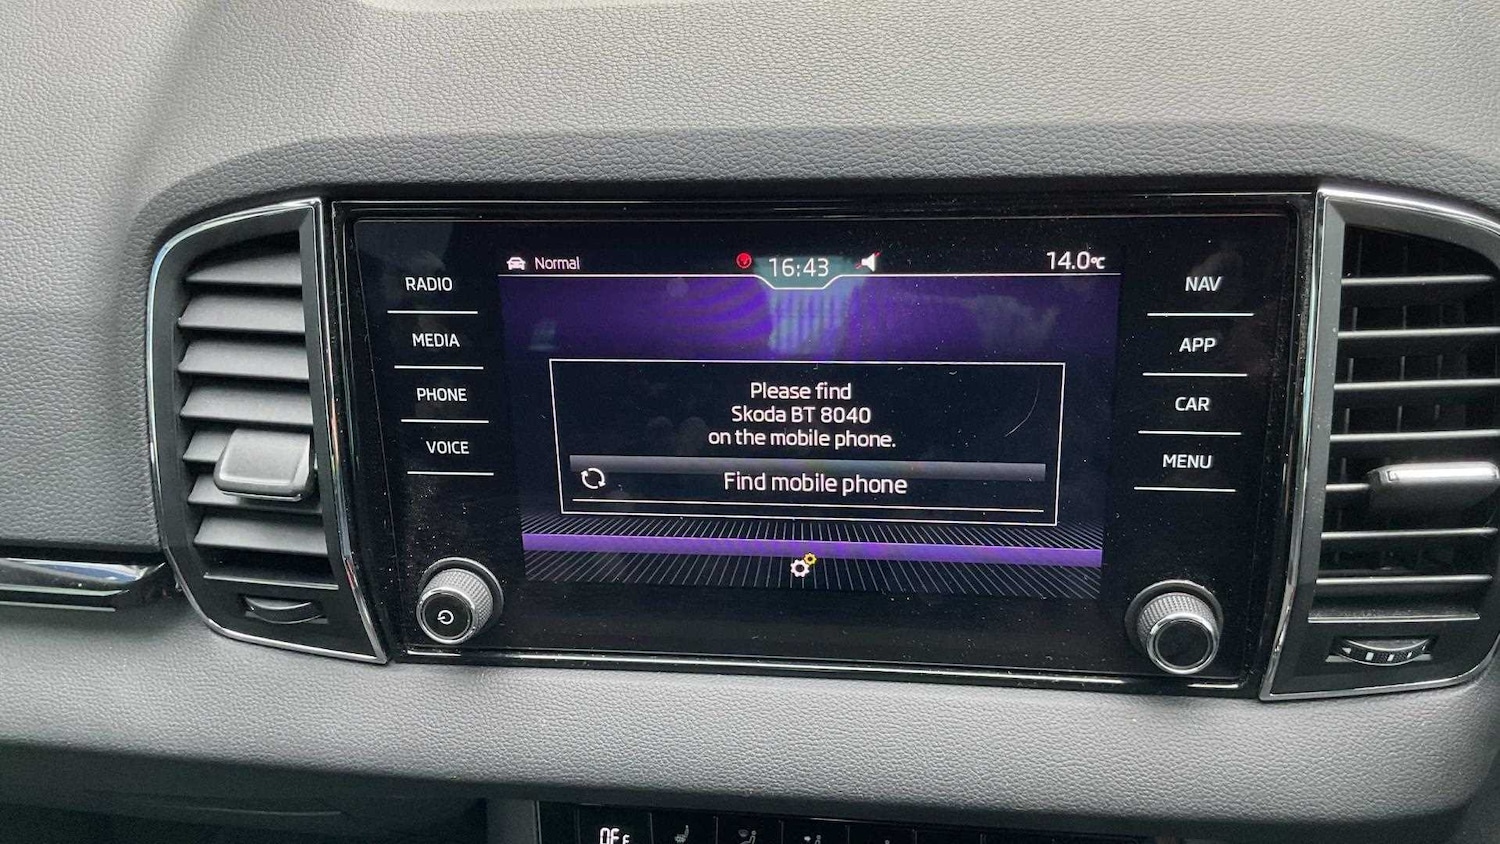 Normal
16:43
14.0°C
RADIO
MEDIA
PHONE
VOICE
NAV
APP
CAR
MENU
Please find
Skoda BT 8040
on the mobile phone.
Find mobile phone